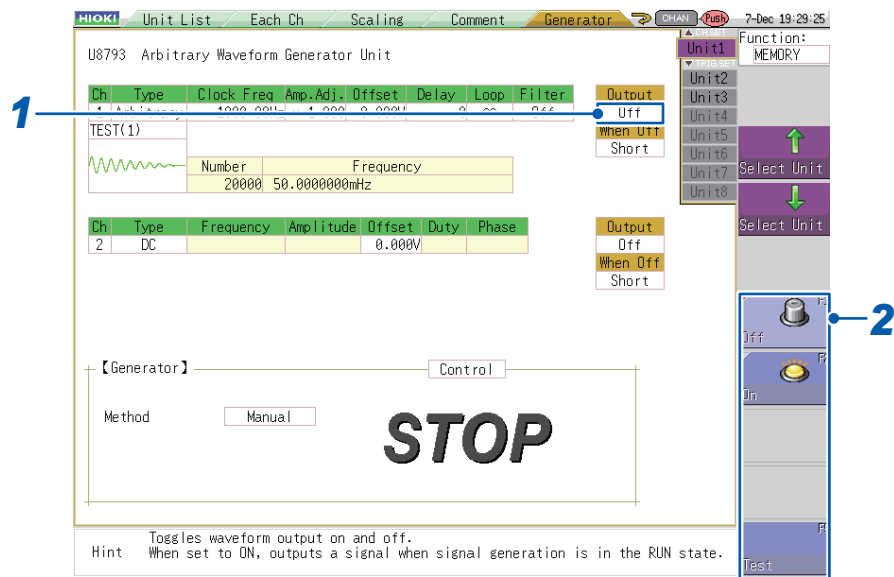 HIOKI Unit List Each Ch Scaling Comment Generator CHAN Push 7-Dec 19:29:25
U8793 Arbitrary Waveform Generator Unit
Unit1
Function:
MEMORY
TRIG SET
Unit2
Unit3
Unit4
Unit5
Unit6
Unit7
Unit8
Select Unit
Select Unit
Ch Type Clock Freq Amp.Adj. Offset Delay Loop Filter Output
1
Off
TEST(1)
When Off
Short
Number Frequency
20000 50.0000000mHz
Ch Type Frequency Amplitude Offset Duty Phase Output
2 DC 0.000V Off
When Off
Short
2
Off
On
【Generator】 Control
Method Manual
STOP
Test
Hint Toggles waveform output on and off.
When set to ON, outputs a signal when signal generation is in the RUN state.